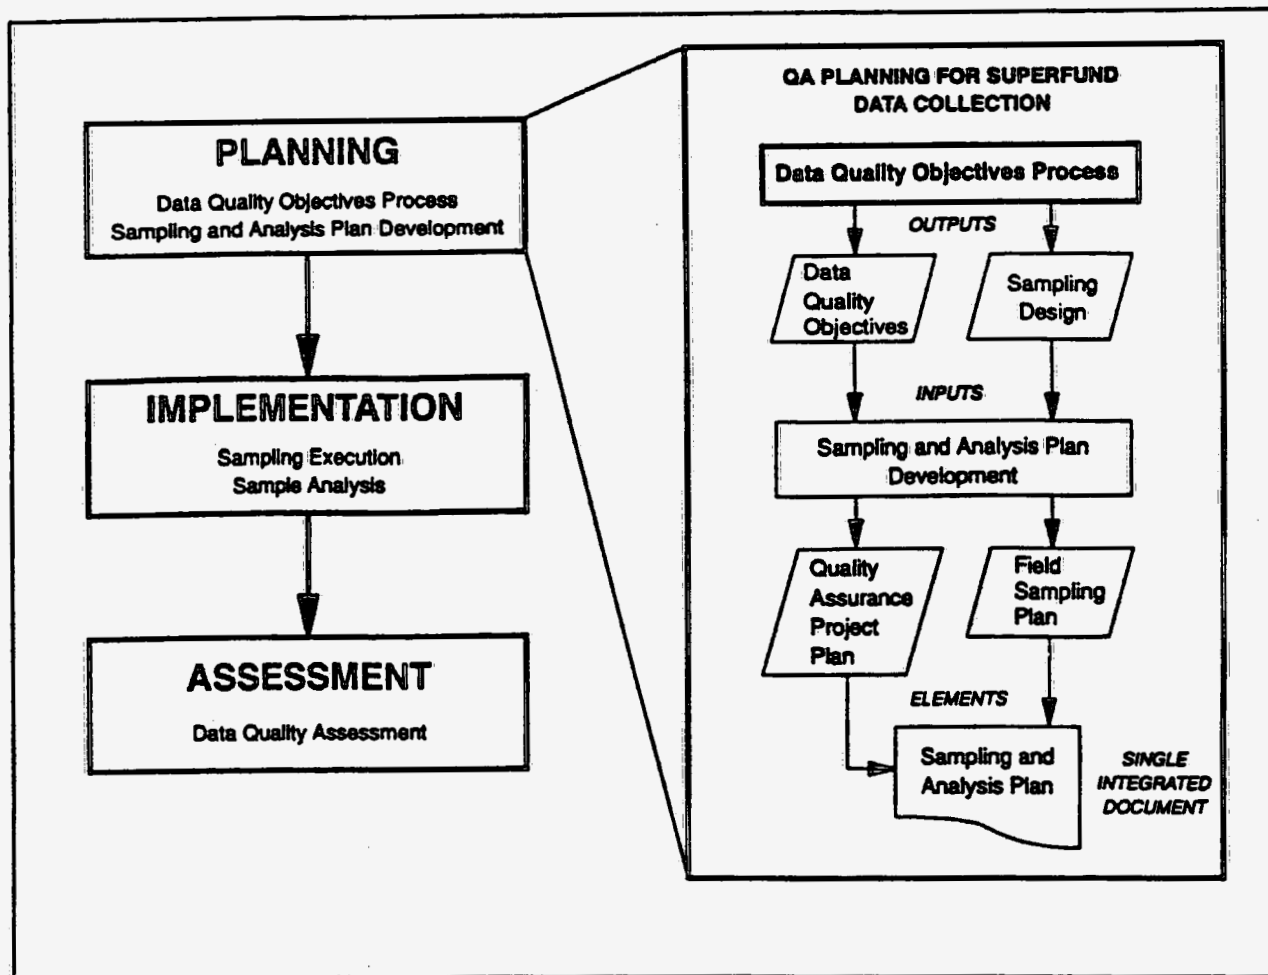 PLANNING
Data Quality Objectives Process
Sampling and Analysis Plan Development
IMPLEMENTATION
Sampling Execution
Sample Analysis
ASSESSMENT
Data Quality Assessment
QA PLANNING FOR SUPERFUND
DATA COLLECTION
Data Quality Objectives Process
OUTPUTS
Data
Quality
Objectives
Sampling
Design
INPUTS
Sampling and Analysis Plan
Development
Quality
Assurance
Project
Plan
Field
Sampling
Plan
ELEMENTS
Sampling and
Analysis Plan
SINGLE
INTEGRATED
DOCUMENT